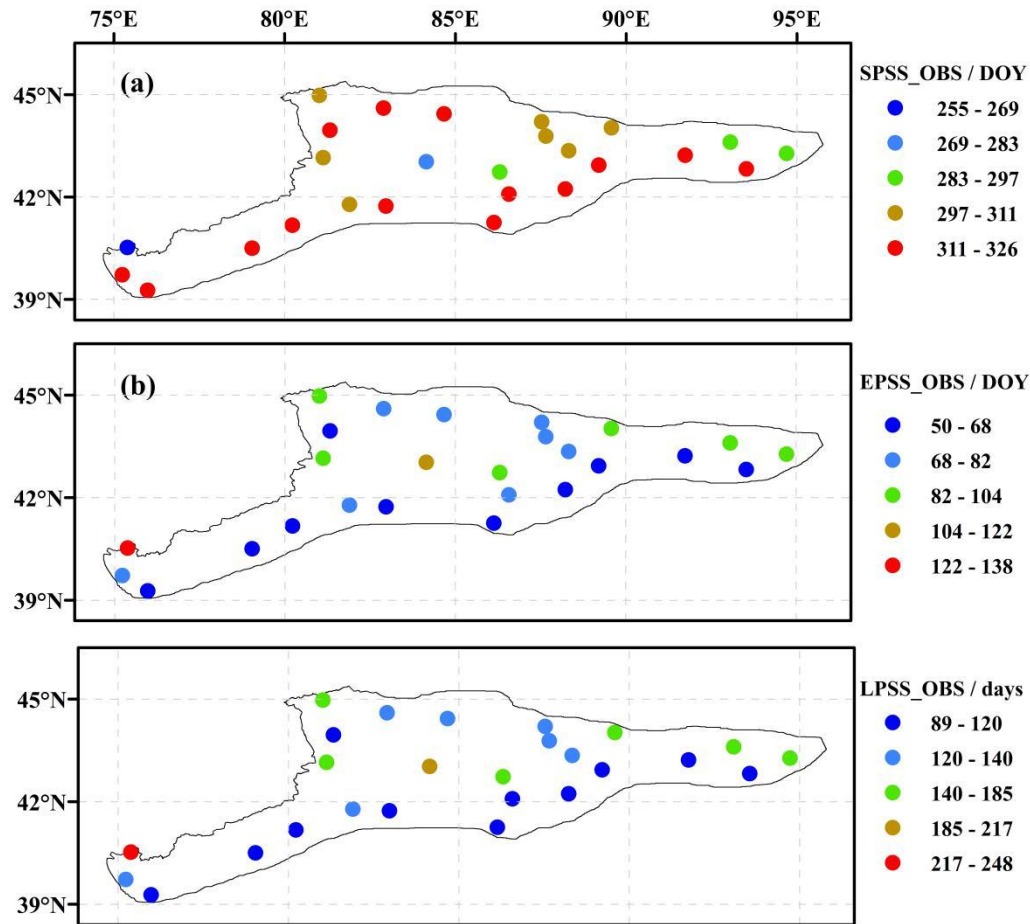 75°E 80°E 85°E 90°E 95°E
(a)
45°N
42°N
39°N
SPSS_OBS / DOY
255 - 269
269 - 283
283 - 297
297 - 311
311 - 326
(b)
45°N
42°N
39°N
EPSS_OBS / DOY
50 - 68
68 - 82
82 - 104
104 - 122
122 - 138
45°N
42°N
39°N
LPSS_OBS / days
89 - 120
120 - 140
140 - 185
185 - 217
217 - 248